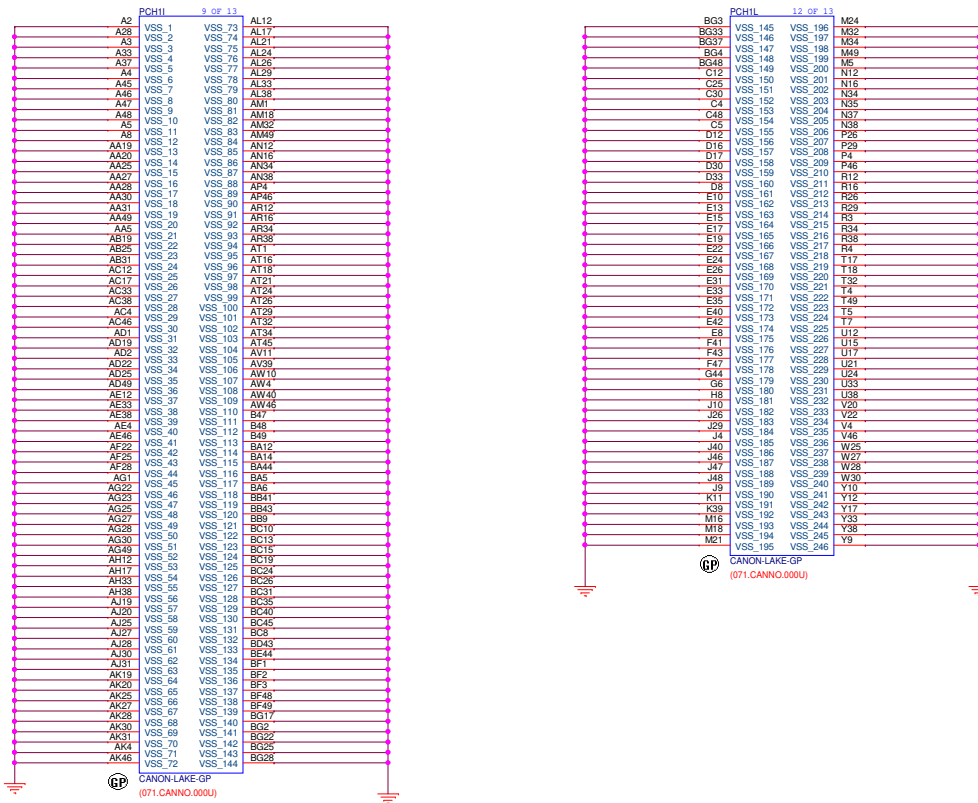 PCH1I 9 OF 13
A2 VSS_1 VSS_73 AL12
A28 VSS_2 VSS_74 AL17
A3 VSS_3 VSS_75 AL21
A33 VSS_4 VSS_76 AL24
A37 VSS_5 VSS_77 AL26
A4 VSS_6 VSS_78 AL29
A45 VSS_7 VSS_79 AL33
A46 VSS_8 VSS_80 AL38
A47 VSS_9 VSS_81 AM1
A48 VSS_10 VSS_82 AM18
A5 VSS_11 VSS_83 AM32
A8 VSS_12 VSS_84 AM49
AA19 VSS_13 VSS_85 AN12
AA20 VSS_14 VSS_86 AN16
AA25 VSS_15 VSS_87 AN34
AA27 VSS_16 VSS_88 AN38
AA28 VSS_17 VSS_89 AP4
AA30 VSS_18 VSS_90 AP46
AA31 VSS_19 VSS_91 AR12
AA49 VSS_20 VSS_92 AR16
AA5 VSS_21 VSS_93 AR34
AB19 VSS_22 VSS_94 AR38
AB25 VSS_23 VSS_95 AT1
AB31 VSS_24 VSS_96 AT16
AC12 VSS_25 VSS_97 AT18
AC17 VSS_26 VSS_98 AT21
AC33 VSS_27 VSS_99 AT24
AC38 VSS_28 VSS_100 AT26
AC4 VSS_29 VSS_101 AT29
AC46 VSS_30 VSS_102 AT32
AD1 VSS_31 VSS_103 AT34
AD19 VSS_32 VSS_104 AT45
AD2 VSS_33 VSS_105 AV11
AD22 VSS_34 VSS_106 AV39
AD25 VSS_35 VSS_107 AW10
AD49 VSS_36 VSS_108 AW4
AE12 VSS_37 VSS_109 AW40
AE33 VSS_38 VSS_110 AW46
AE38 VSS_39 VSS_111 B47
AE4 VSS_40 VSS_112 B48
AE46 VSS_41 VSS_113 B49
AF22 VSS_42 VSS_114 BA12
AF25 VSS_43 VSS_115 BA14
AF28 VSS_44 VSS_116 BA44
AG1 VSS_45 VSS_117 BA5
AG22 VSS_46 VSS_118 BA6
AG23 VSS_47 VSS_119 BB41
AG25 VSS_48 VSS_120 BB43
AG27 VSS_49 VSS_121 BB9
AG28 VSS_50 VSS_122 BC10
AG30 VSS_51 VSS_123 BC13
AG49 VSS_52 VSS_124 BC15
AH12 VSS_53 VSS_125 BC19
AH17 VSS_54 VSS_126 BC24
AH33 VSS_55 VSS_127 BC26
AH38 VSS_56 VSS_128 BC31
AJ19 VSS_57 VSS_129 BC35
AJ20 VSS_58 VSS_130 BC40
AJ25 VSS_59 VSS_131 BC45
AJ27 VSS_60 VSS_132 BC8
AJ28 VSS_61 VSS_133 BD43
AJ30 VSS_62 VSS_134 BE44
AJ31 VSS_63 VSS_135 BF1
AK19 VSS_64 VSS_136 BF2
AK20 VSS_65 VSS_137 BF3
AK25 VSS_66 VSS_138 BF48
AK27 VSS_67 VSS_139 BF49
AK28 VSS_68 VSS_140 BG17
AK30 VSS_69 VSS_141 BG2
AK31 VSS_70 VSS_142 BG22
AK4 VSS_71 VSS_143 BG25
AK46 VSS_72 VSS_144 BG28
GP CANON-LAKE-GP
(071.CANNO.000U)
PCH1L 12 OF 13
BG3 VSS_145 VSS_196 M24
BG33 VSS_146 VSS_197 M32
BG37 VSS_147 VSS_198 M34
BG4 VSS_148 VSS_199 M49
BG48 VSS_149 VSS_200 M5
C12 VSS_150 VSS_201 N12
C25 VSS_151 VSS_202 N16
C30 VSS_152 VSS_203 N34
C4 VSS_153 VSS_204 N35
C48 VSS_154 VSS_205 N37
C5 VSS_155 VSS_206 N38
D12 VSS_156 VSS_207 P26
D16 VSS_157 VSS_208 P29
D17 VSS_158 VSS_209 P4
D30 VSS_159 VSS_210 P46
D33 VSS_160 VSS_211 R12
D8 VSS_161 VSS_212 R16
E10 VSS_162 VSS_213 R26
E13 VSS_163 VSS_214 R29
E15 VSS_164 VSS_215 R3
E17 VSS_165 VSS_216 R34
E19 VSS_166 VSS_217 R38
E22 VSS_167 VSS_218 R4
E24 VSS_168 VSS_219 T17
E26 VSS_169 VSS_220 T18
E31 VSS_170 VSS_221 T32
E33 VSS_171 VSS_222 T4
E35 VSS_172 VSS_223 T49
E40 VSS_173 VSS_224 T5
E42 VSS_174 VSS_225 T7
E8 VSS_175 VSS_226 U12
F41 VSS_176 VSS_227 U15
F43 VSS_177 VSS_228 U17
F47 VSS_178 VSS_229 U21
G44 VSS_179 VSS_230 U24
G6 VSS_180 VSS_231 U33
H8 VSS_181 VSS_232 U38
J10 VSS_182 VSS_233 V20
J26 VSS_183 VSS_234 V22
J29 VSS_184 VSS_235 V4
J4 VSS_185 VSS_236 V46
J40 VSS_186 VSS_237 W25
J46 VSS_187 VSS_238 W27
J47 VSS_188 VSS_239 W28
J48 VSS_189 VSS_240 W30
J9 VSS_190 VSS_241 Y10
K11 VSS_191 VSS_242 Y12
K39 VSS_192 VSS_243 Y17
M16 VSS_193 VSS_244 Y33
M18 VSS_194 VSS_245 Y38
M21 VSS_195 VSS_246 Y9
GP CANON-LAKE-GP
(071.CANNO.000U)